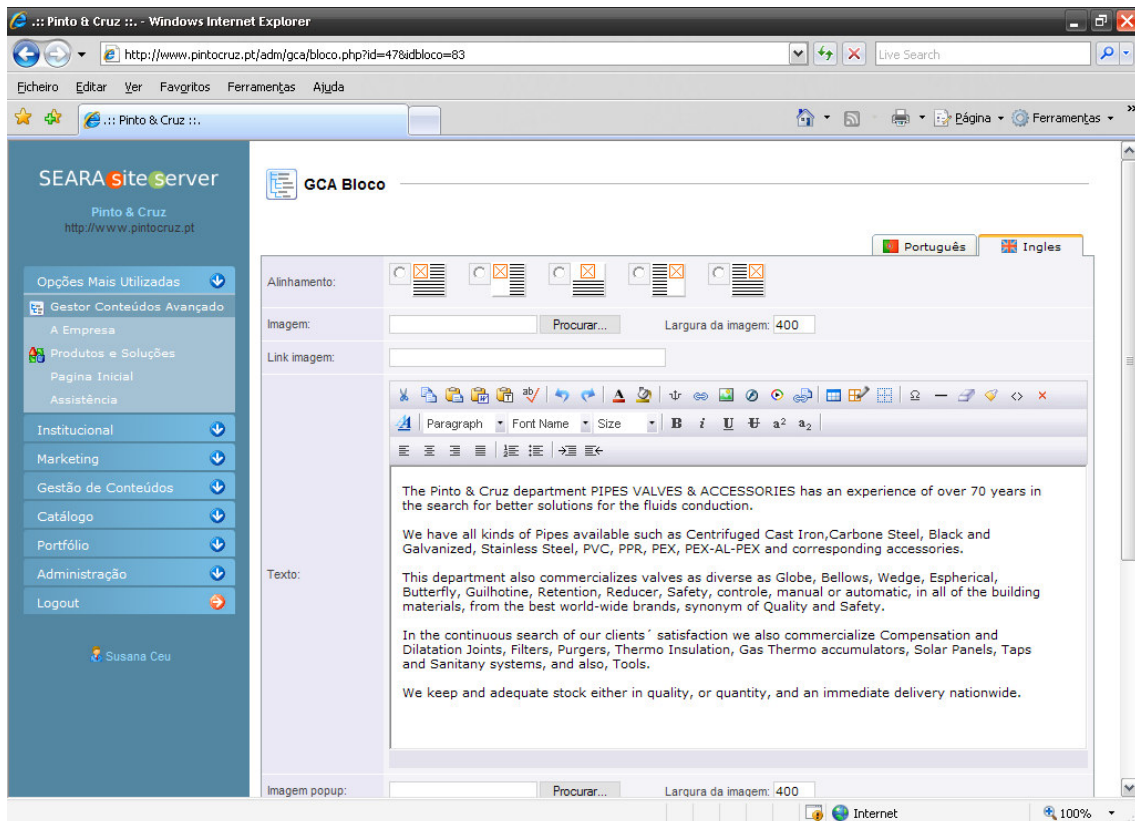 .:: Pinto & Cruz ::. - Windows Internet Explorer
http://www.pintocruz.pt/adm/gca/bloco.php?id=47&idbloco=83
Live Search
Ficheiro Editar Ver Favoritos Ferramentas Ajuda
.:: Pinto & Cruz ::.
Página
Ferramentas
SEARA site server
Pinto & Cruz
http://www.pintocruz.pt
Opções Mais Utilizadas
Gestor Conteúdos Avançado
A Empresa
Produtos e Soluções
Pagina Inicial
Assistência
Institucional
Marketing
Gestão de Conteúdos
Catálogo
Portfólio
Administração
Logout
Susana Ceu
GCA Bloco
Português Ingles
Alinhamento:
Imagem: Procurar... Largura da imagem: 400
Link imagem:
Paragraph Font Name Size B i U U a² a₂
Texto:
The Pinto & Cruz department PIPES VALVES & ACCESSORIES has an experience of over 70 years in
the search for better solutions for the fluids conduction.
We have all kinds of Pipes available such as Centrifuged Cast Iron,Carbone Steel, Black and
Galvanized, Stainless Steel, PVC, PPR, PEX, PEX-AL-PEX and corresponding accessories.
This department also commercializes valves as diverse as Globe, Bellows, Wedge, Espherical,
Butterfly, Guilhotine, Retention, Reducer, Safety, controle, manual or automatic, in all of the building
materials, from the best world-wide brands, synonym of Quality and Safety.
In the continuous search of our clients´ satisfaction we also commercialize Compensation and
Dilatation Joints, Filters, Purgers, Thermo Insulation, Gas Thermo accumulators, Solar Panels, Taps
and Sanitany systems, and also, Tools.
We keep and adequate stock either in quality, or quantity, and an immediate delivery nationwide.
Imagem popup: Procurar... Largura da imagem: 400
Internet 100%